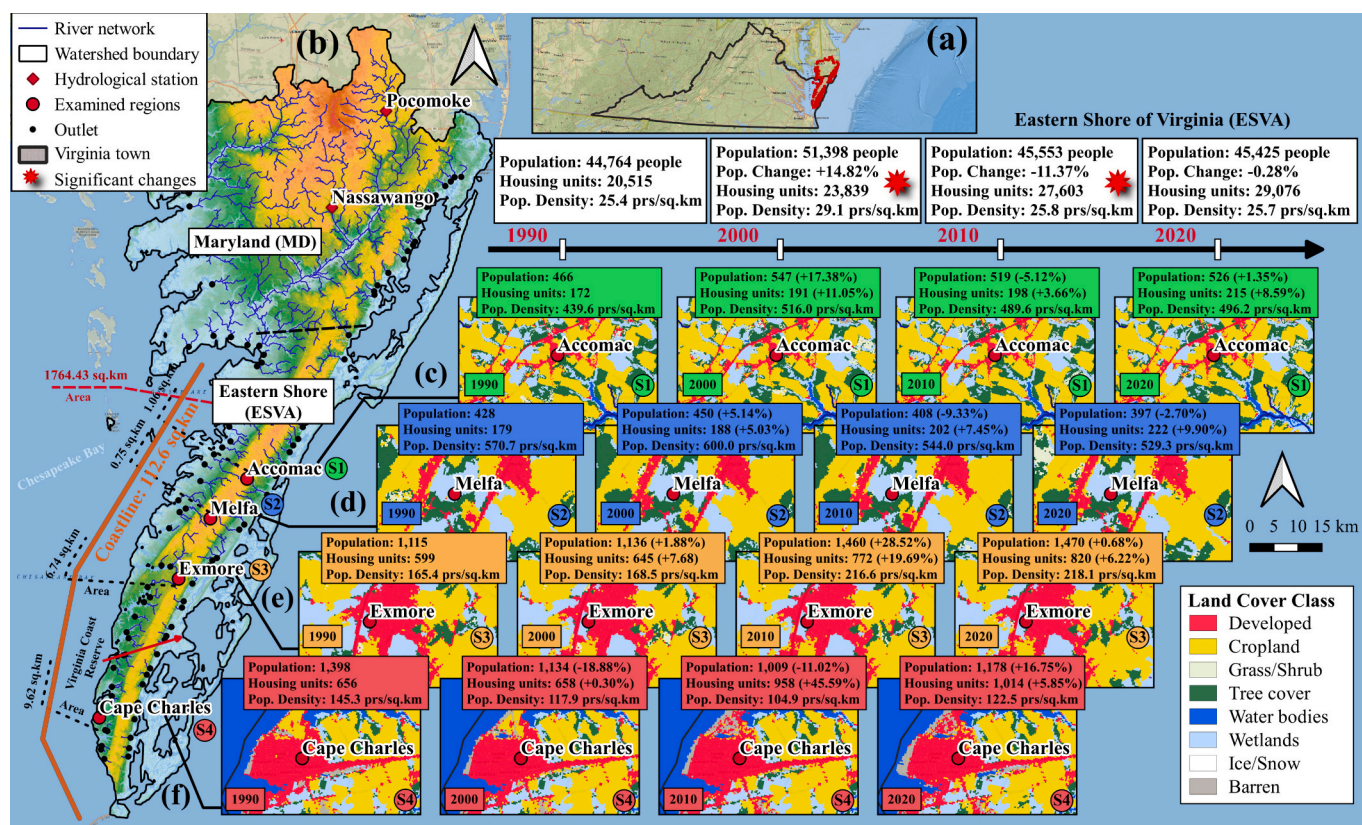 River network
Watershed boundary
Hydrological station
Examined regions
Outlet
Virginia town
Significant changes
(b)
Pocomoke
Nassawango
Maryland (MD)
(a)
Eastern Shore of Virginia (ESVA)
Population: 44,764 people
Housing units: 20,515
Pop. Density: 25.4 prs/sq.km
Population: 51,398 people
Pop. Change: +14.82%
Housing units: 23,839
Pop. Density: 29.1 prs/sq.km
Population: 45,553 people
Pop. Change: -11.37%
Housing units: 27,603
Pop. Density: 25.8 prs/sq.km
Population: 45,425 people
Pop. Change: -0.28%
Housing units: 29,076
Pop. Density: 25.7 prs/sq.km
1990
2000
2010
2020
1764.43 sq.km
Area
Eastern Shore
(ESVA)
Chesapeake Bay
Coastline: 112.6 sq.km
0.75 sq.km
6.74 sq.km
9.62 sq.km
Area
Area
Virginia Coast
Reserve
Accomac
S1
Melfa
S2
Exmore
S3
Cape Charles
S4
(c)
Population: 466
Housing units: 172
Pop. Density: 439.6 prs/sq.km
Accomac
1990
S1
Population: 547 (+17.38%)
Housing units: 191 (+11.05%)
Pop. Density: 516.0 prs/sq.km
Accomac
2000
S1
Population: 519 (-5.12%)
Housing units: 198 (+3.66%)
Pop. Density: 489.6 prs/sq.km
Accomac
2010
S1
Population: 526 (+1.35%)
Housing units: 215 (+8.59%)
Pop. Density: 496.2 prs/sq.km
Accomac
2020
S1
(d)
Population: 428
Housing units: 179
Pop. Density: 570.7 prs/sq.km
Melfa
1990
S2
Population: 450 (+5.14%)
Housing units: 188 (+5.03%)
Pop. Density: 600.0 prs/sq.km
Melfa
2000
S2
Population: 408 (-9.33%)
Housing units: 202 (+7.45%)
Pop. Density: 544.0 prs/sq.km
Melfa
2010
S2
Population: 397 (-2.70%)
Housing units: 222 (+9.90%)
Pop. Density: 529.3 prs/sq.km
Melfa
2020
S2
(e)
Population: 1,115
Housing units: 599
Pop. Density: 165.4 prs/sq.km
Exmore
1990
S3
Population: 1,136 (+1.88%)
Housing units: 645 (+7.68)
Pop. Density: 168.5 prs/sq.km
Exmore
2000
S3
Population: 1,460 (+28.52%)
Housing units: 772 (+19.69%)
Pop. Density: 216.6 prs/sq.km
Exmore
2010
S3
Population: 1,470 (+0.68%)
Housing units: 820 (+6.22%)
Pop. Density: 218.1 prs/sq.km
Exmore
2020
S3
(f)
Population: 1,398
Housing units: 656
Pop. Density: 145.3 prs/sq.km
Cape Charles
1990
S4
Population: 1,134 (-18.88%)
Housing units: 658 (+0.30%)
Pop. Density: 117.9 prs/sq.km
Cape Charles
2000
S4
Population: 1,009 (-11.02%)
Housing units: 958 (+45.59%)
Pop. Density: 104.9 prs/sq.km
Cape Charles
2010
S4
Population: 1,178 (+16.75%)
Housing units: 1,014 (+5.85%)
Pop. Density: 122.5 prs/sq.km
Cape Charles
2020
S4
0 5 10 15 km
Land Cover Class
Developed
Cropland
Grass/Shrub
Tree cover
Water bodies
Wetlands
Ice/Snow
Barren